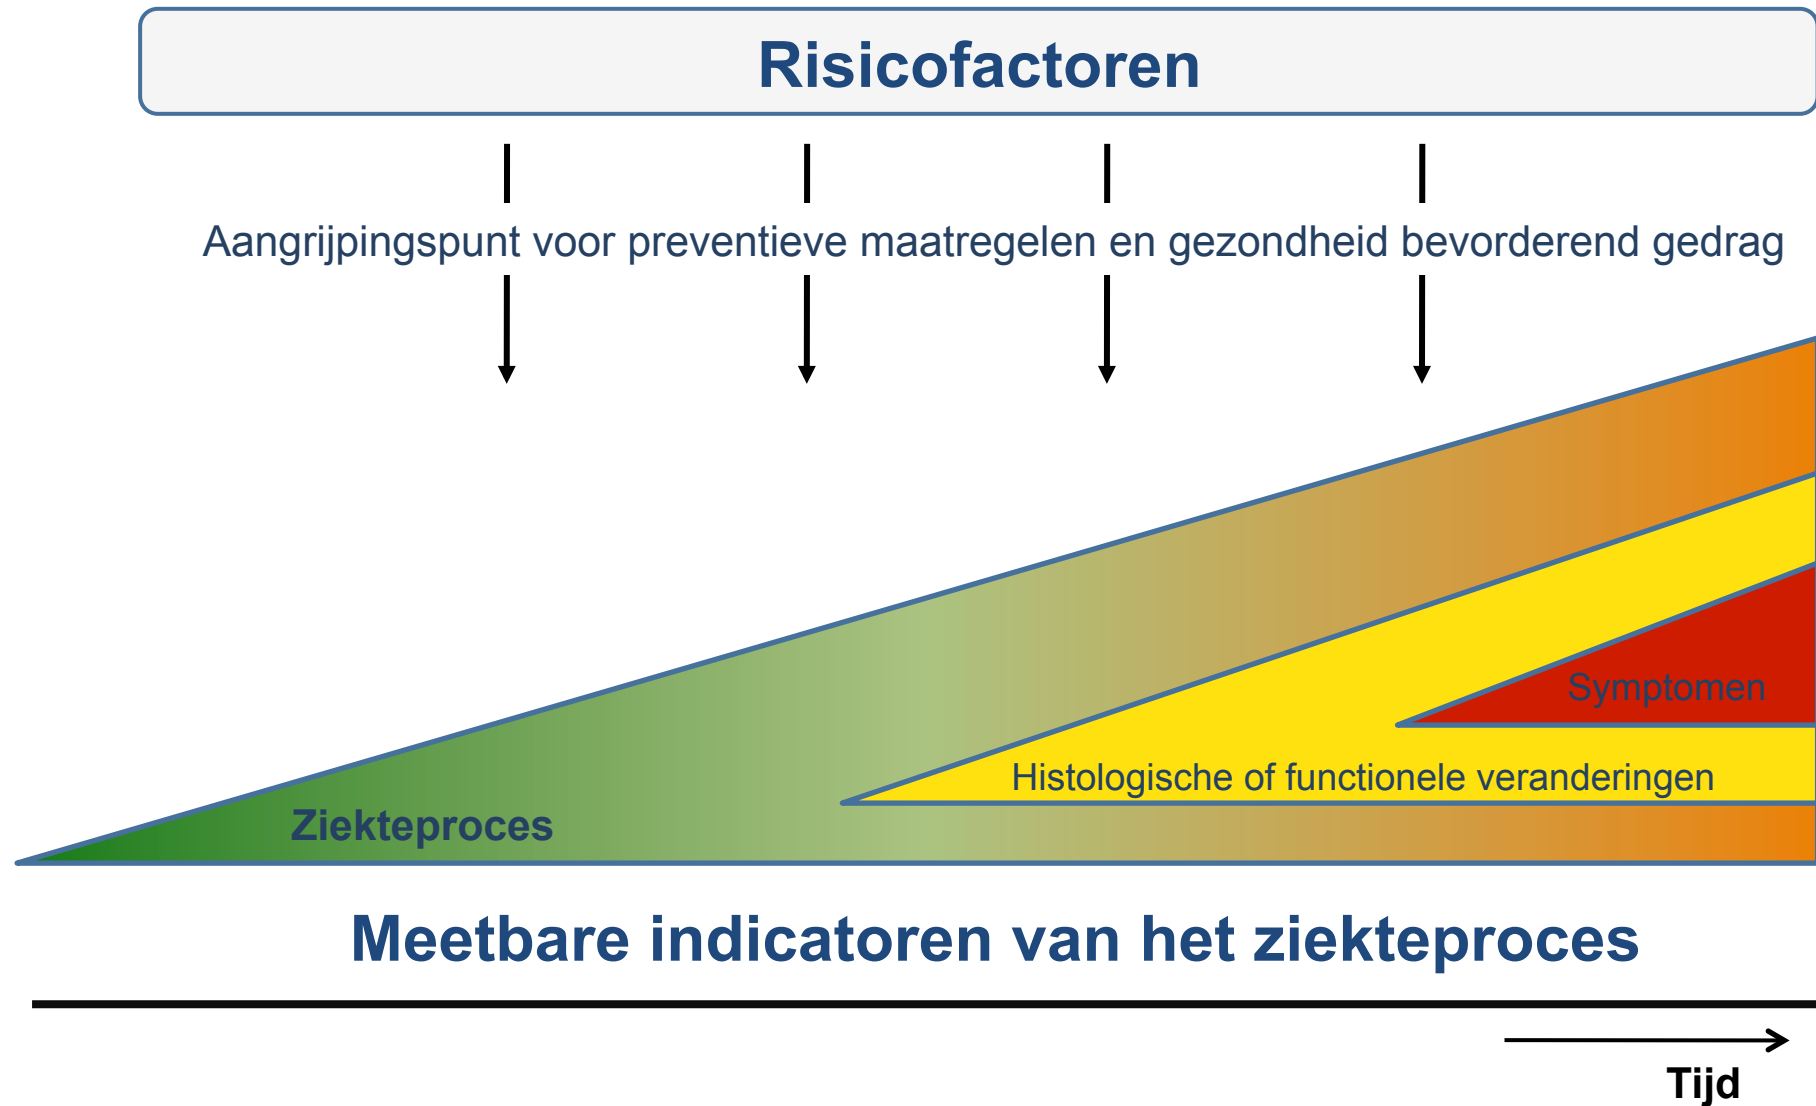 Risicofactoren
Aangrijpingspunt voor preventieve maatregelen en gezondheid bevorderend gedrag
Symptomen
Histologische of functionele veranderingen
Ziekteproces
Meetbare indicatoren van het ziekteproces
Tijd